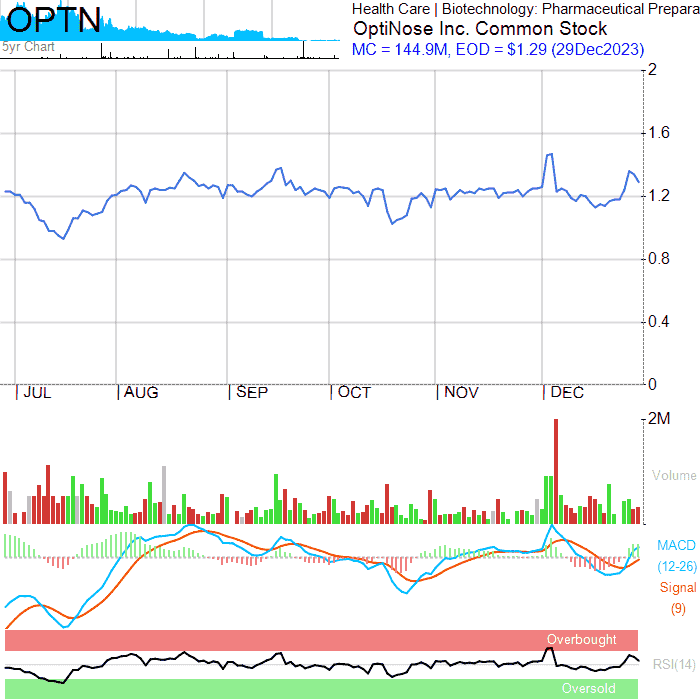 OPTN
5yr Chart
Health Care | Biotechnology: Pharmaceutical Prepara
OptiNose Inc. Common Stock
MC = 144.9M, EOD = $1.29 (29Dec2023)
2
1.6
1.2
0.8
0.4
0
JUL AUG SEP OCT NOV DEC
2M
Volume
MACD
(12-26)
Signal
(9)
Overbought
RSI(14)
Oversold